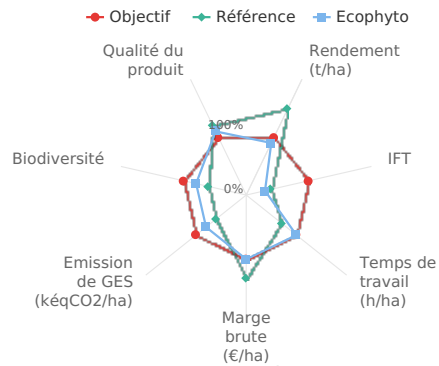 Objectif Référence Ecophyto
Qualité du
produit
Rendement
(t/ha)
100%
Biodiversité
IFT
0%
Emission
de GES
(kéqCO2/ha)
Temps de
travail
(h/ha)
Marge
brute
(€/ha)